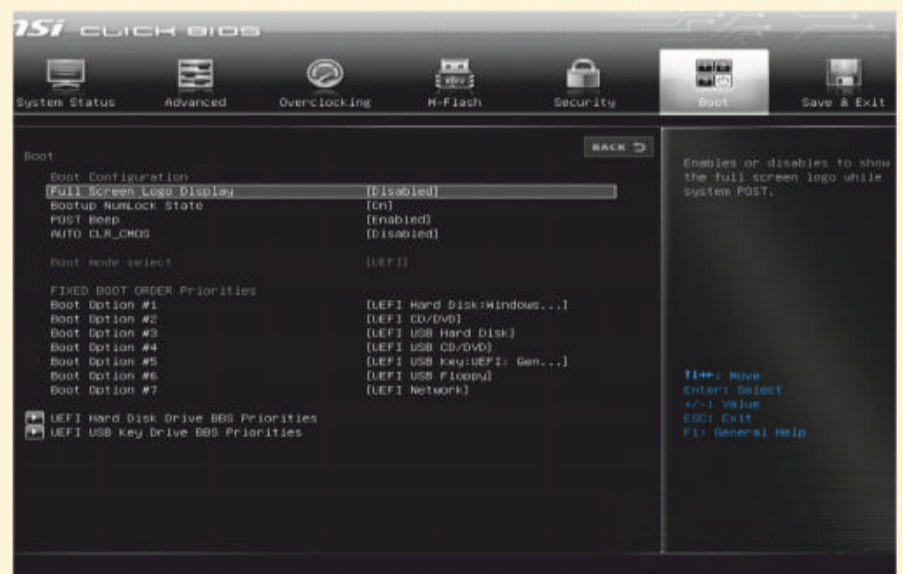 msi CLICK BIOS
System Status Advanced Overclocking M-Flash Security Boot Save & Exit
BACK
Boot
Boot Configuration
Full Screen Logo Display [Disabled]
Bootup NumLock State [On]
POST Beep [Enabled]
AUTO CLR_CMOS [Disabled]
Boot mode select [UEFI]
FIXED BOOT ORDER Priorities
Boot Option #1 [UEFI Hard Disk:Windows...]
Boot Option #2 [UEFI CD/DVD]
Boot Option #3 [UEFI USB Hard Disk]
Boot Option #4 [UEFI USB CD/DVD]
Boot Option #5 [UEFI USB Key:UEFI: Gen...]
Boot Option #6 [UEFI USB Floppy]
Boot Option #7 [UEFI Network]
UEFI Hard Disk Drive BBS Priorities
UEFI USB Key Drive BBS Priorities
Enables or disables to show
the full screen logo while
system POST.
↑↓←→: Move
Enter: Select
+/-: Value
ESC: Exit
F1: General Help